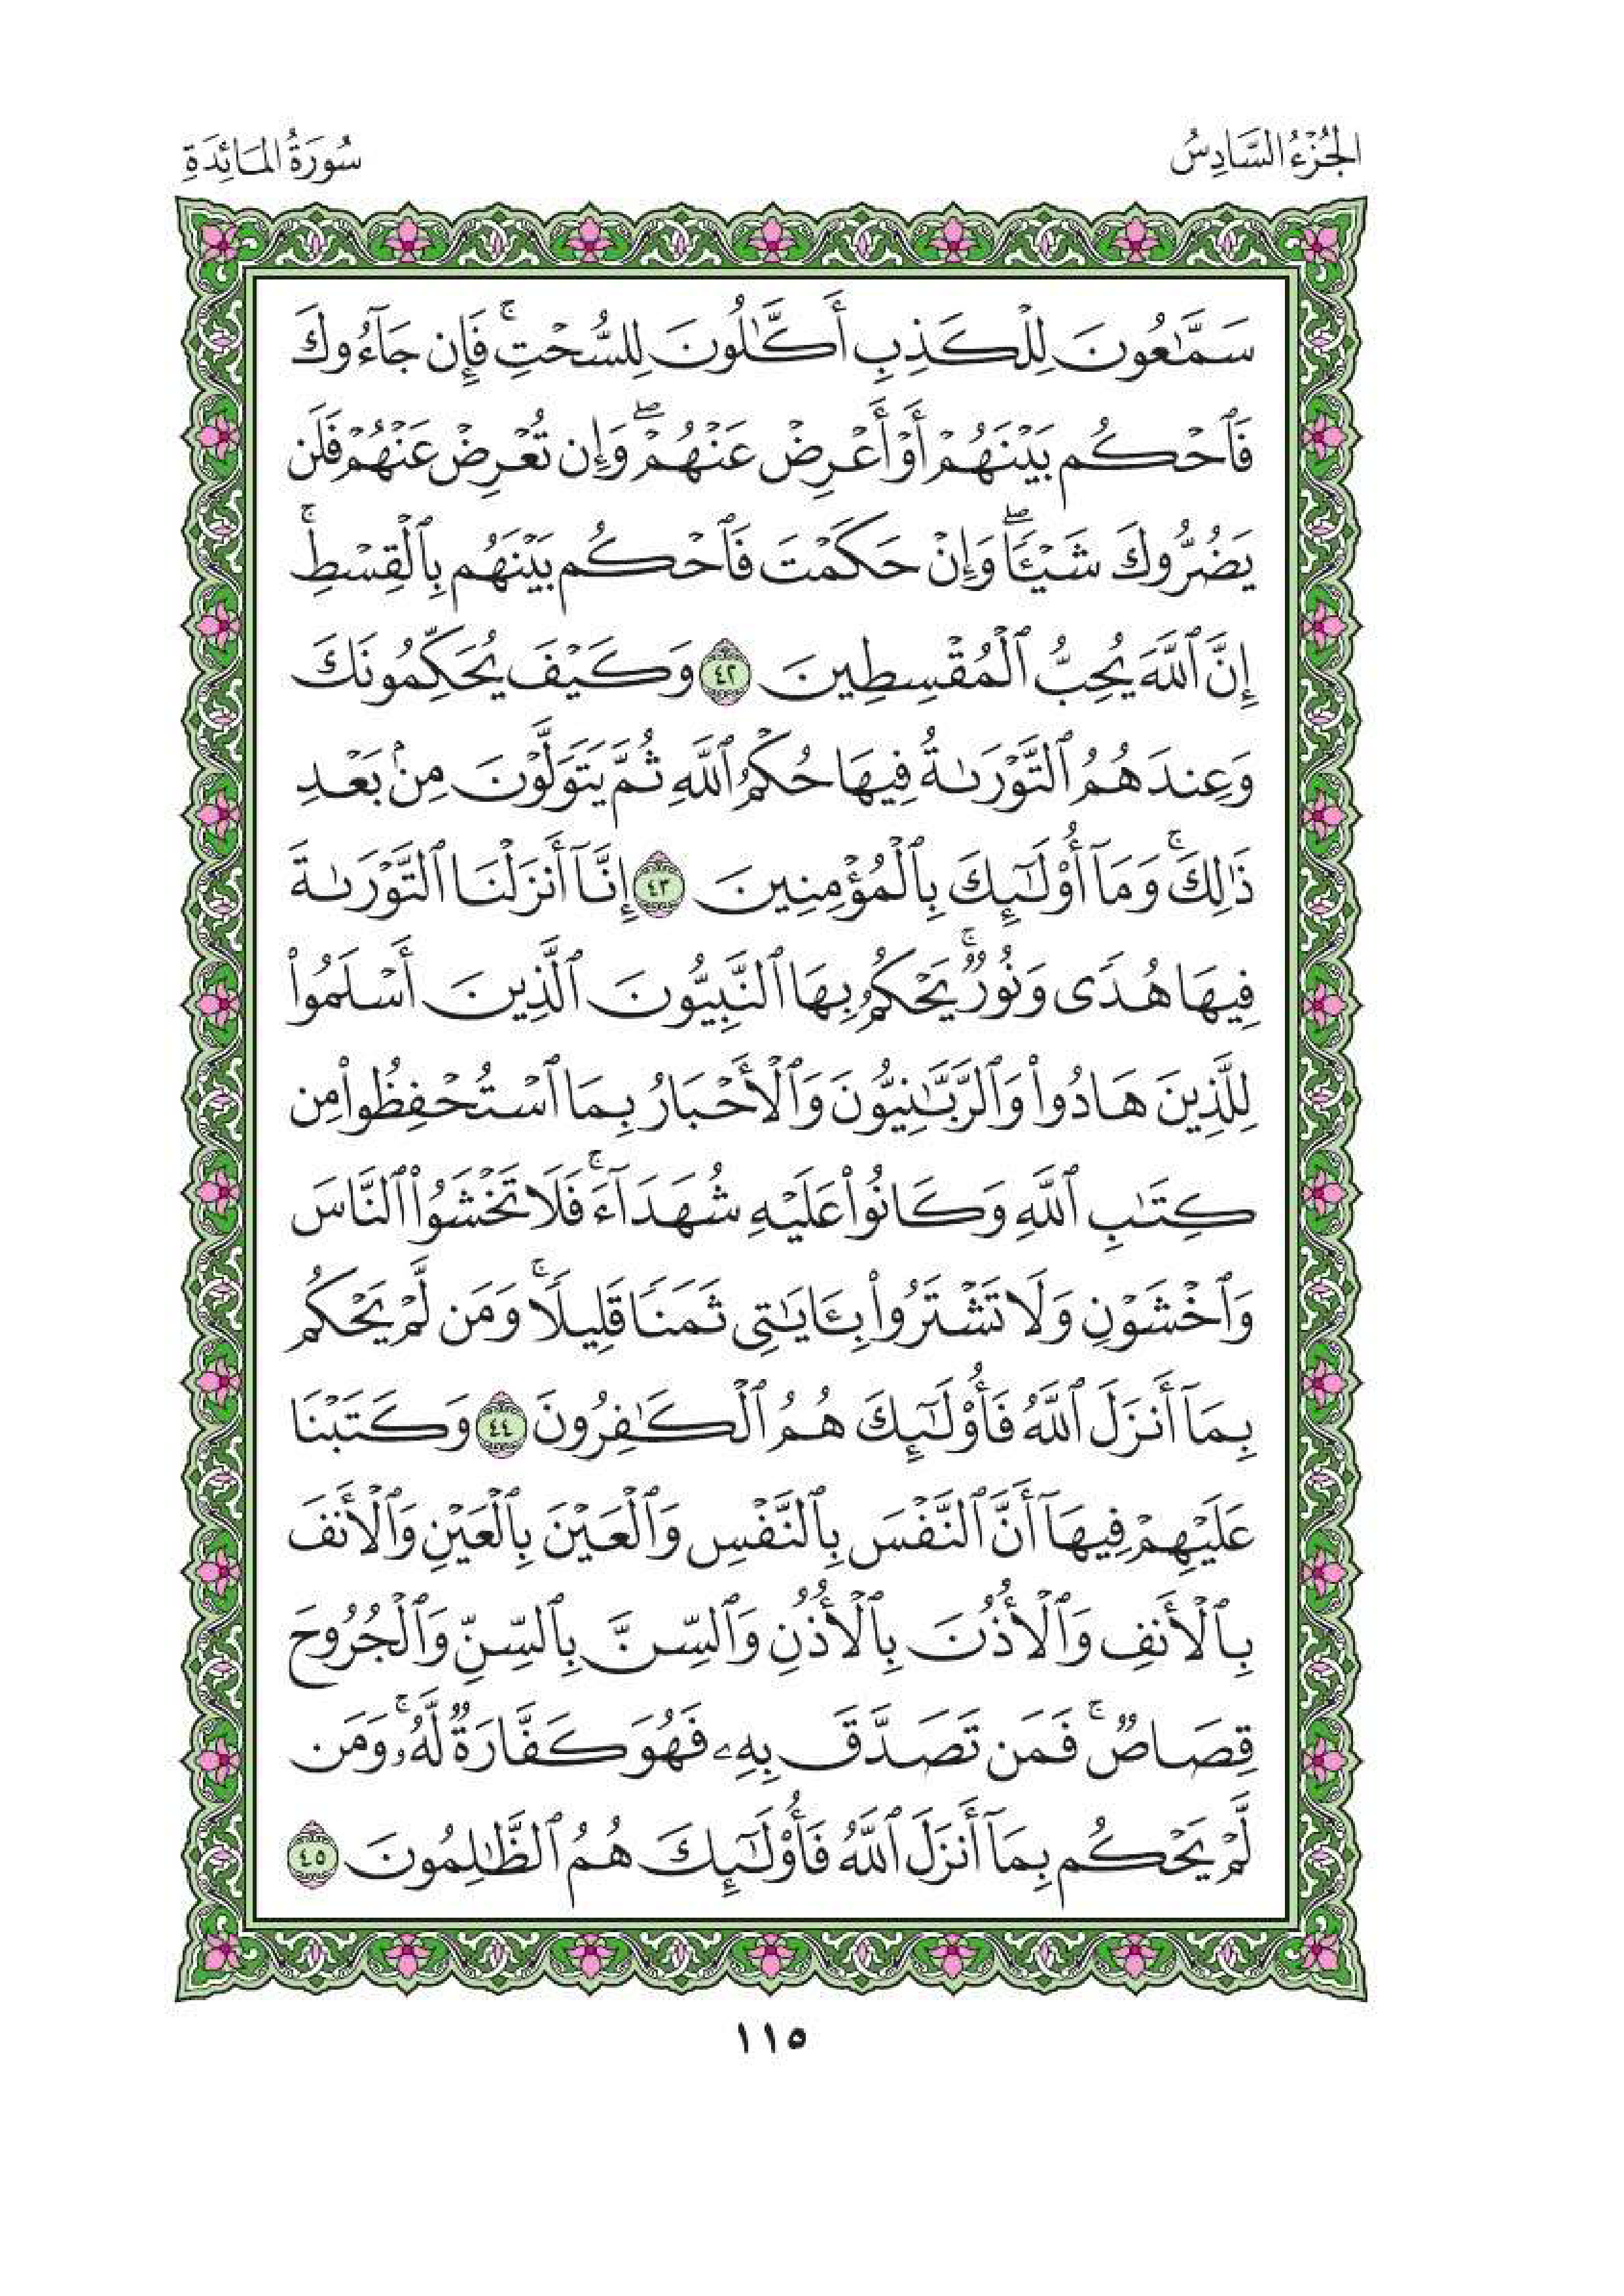 الجُزْءُ السَّادِسُ
سُورَةُ المَائِدَةِ
سَمَّٰعُونَ لِلْكَذِبِ أَكَّٰلُونَ لِلسُّحْتِۚ فَإِن جَآءُوكَ
فَٱحْكُم بَيْنَهُمْ أَوْ أَعْرِضْ عَنْهُمْۖ وَإِن تُعْرِضْ عَنْهُمْ فَلَن
يَضُرُّوكَ شَيْـًٔاۖ وَإِنْ حَكَمْتَ فَٱحْكُم بَيْنَهُم بِٱلْقِسْطِۚ
إِنَّ ٱللَّهَ يُحِبُّ ٱلْمُقْسِطِينَ ٤٢ وَكَيْفَ يُحَكِّمُونَكَ
وَعِندَهُمُ ٱلتَّوْرَىٰةُ فِيهَا حُكْمُ ٱللَّهِ ثُمَّ يَتَوَلَّوْنَ مِنۢ بَعْدِ
ذَٰلِكَۚ وَمَآ أُو۟لَٰٓئِكَ بِٱلْمُؤْمِنِينَ ٤٣ إِنَّآ أَنزَلْنَا ٱلتَّوْرَىٰةَ
فِيهَا هُدًى وَنُورٌۚ يَحْكُمُ بِهَا ٱلنَّبِيُّونَ ٱلَّذِينَ أَسْلَمُوا۟
لِلَّذِينَ هَادُوا۟ وَٱلرَّبَّٰنِيُّونَ وَٱلْأَحْبَارُ بِمَا ٱسْتُحْفِظُوا۟ مِن
كِتَٰبِ ٱللَّهِ وَكَانُوا۟ عَلَيْهِ شُهَدَآءَۚ فَلَا تَخْشَوُا۟ ٱلنَّاسَ
وَٱخْشَوْنِ وَلَا تَشْتَرُوا۟ بِـَٔايَٰتِى ثَمَنًا قَلِيلًاۚ وَمَن لَّمْ يَحْكُم
بِمَآ أَنزَلَ ٱللَّهُ فَأُو۟لَٰٓئِكَ هُمُ ٱلْكَٰفِرُونَ ٤٤ وَكَتَبْنَا
عَلَيْهِمْ فِيهَآ أَنَّ ٱلنَّفْسَ بِٱلنَّفْسِ وَٱلْعَيْنَ بِٱلْعَيْنِ وَٱلْأَنفَ
بِٱلْأَنفِ وَٱلْأُذُنَ بِٱلْأُذُنِ وَٱلسِّنَّ بِٱلسِّنِّ وَٱلْجُرُوحَ
قِصَاصٌۚ فَمَن تَصَدَّقَ بِهِۦ فَهُوَ كَفَّارَةٌ لَّهُۥۚ وَمَن
لَّمْ يَحْكُم بِمَآ أَنزَلَ ٱللَّهُ فَأُو۟لَٰٓئِكَ هُمُ ٱلظَّٰلِمُونَ ٤٥
١١٥